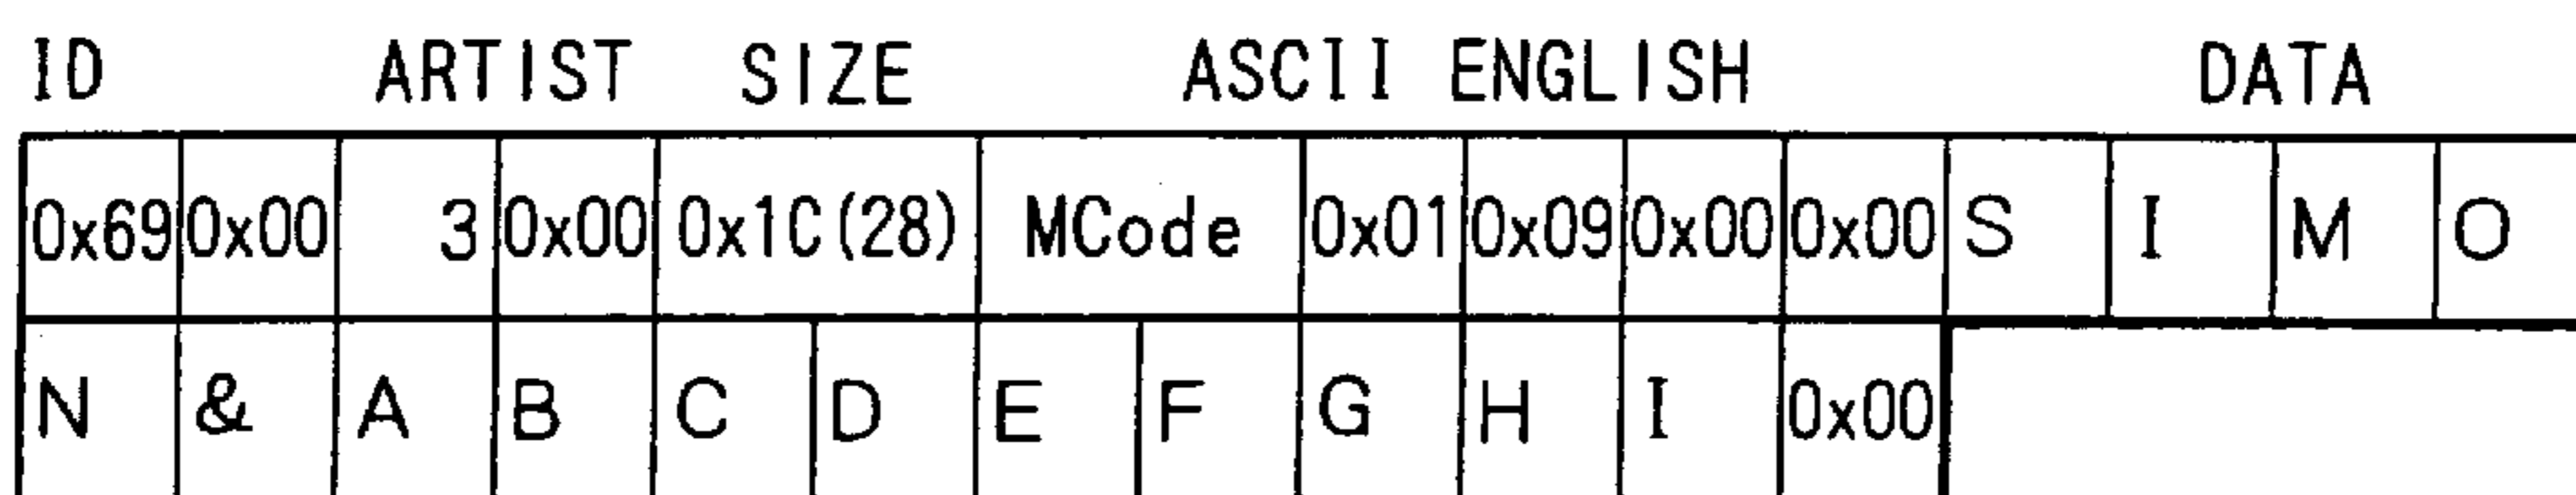 ID ARTIST SIZE ASCII ENGLISH DATA
0x69 0x00 3 0x00 0x1C(28) MCode 0x01 0x09 0x00 0x00 S I M O
N & A B C D E F G H I 0x00